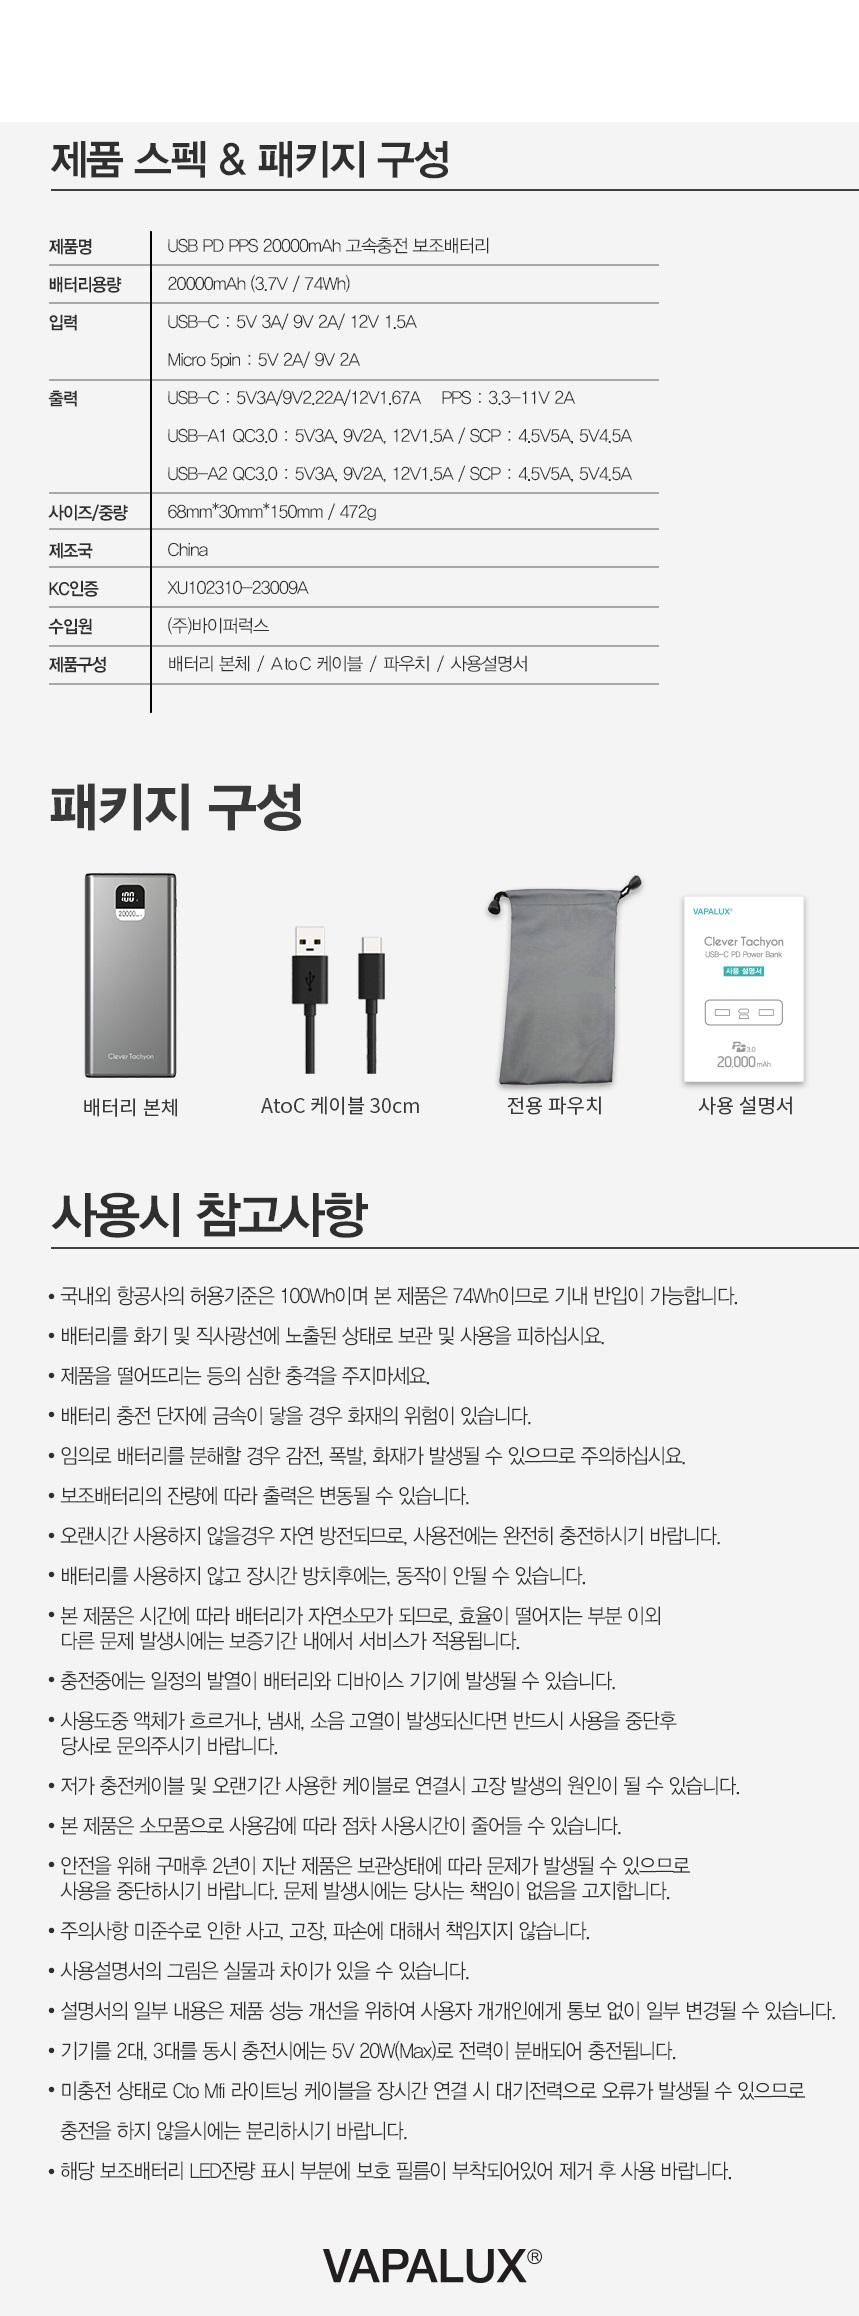 제품 스펙 & 패키지 구성
제품명 USB PD PPS 20000mAh 고속충전 보조배터리
배터리용량 20000mAh (3.7V / 74Wh)
입력 USB-C : 5V 3A/ 9V 2A/ 12V 1.5A
Micro 5pin : 5V 2A/ 9V 2A
출력 USB-C : 5V3A/9V2.22A/12V1.67A PPS : 3.3-11V 2A
USB-A1 QC3.0 : 5V3A, 9V2A, 12V1.5A / SCP : 4.5V5A, 5V4.5A
USB-A2 QC3.0 : 5V3A, 9V2A, 12V1.5A / SCP : 4.5V5A, 5V4.5A
사이즈/중량 68mm*30mm*150mm / 472g
제조국 China
KC인증 XU102310-23009A
수입원 (주)바이퍼럭스
제품구성 배터리 본체 / A to C 케이블 / 파우치 / 사용설명서
패키지 구성
100
20000
Clever Tachyon
VAPALUX®
Clever Tachyon
USB-C PD Power Bank
사용 설명서
PD 3.0
20,000 mAh
배터리 본체
AtoC 케이블 30cm
전용 파우치
사용 설명서
사용시 참고사항
• 국내외 항공사의 허용기준은 100Wh이며 본 제품은 74Wh이므로 기내 반입이 가능합니다.
• 배터리를 화기 및 직사광선에 노출된 상태로 보관 및 사용을 피하십시요.
• 제품을 떨어뜨리는 등의 심한 충격을 주지마세요.
• 배터리 충전 단자에 금속이 닿을 경우 화재의 위험이 있습니다.
• 임의로 배터리를 분해할 경우 감전, 폭발, 화재가 발생될 수 있으므로 주의하십시요.
• 보조배터리의 잔량에 따라 출력은 변동될 수 있습니다.
• 오랜시간 사용하지 않을경우 자연 방전되므로, 사용전에는 완전히 충전하시기 바랍니다.
• 배터리를 사용하지 않고 장시간 방치후에는, 동작이 안될 수 있습니다.
• 본 제품은 시간에 따라 배터리가 자연소모가 되므로, 효율이 떨어지는 부분 이외
다른 문제 발생시에는 보증기간 내에서 서비스가 적용됩니다.
• 충전중에는 일정의 발열이 배터리와 디바이스 기기에 발생될 수 있습니다.
• 사용도중 액체가 흐르거나, 냄새, 소음 고열이 발생되신다면 반드시 사용을 중단후
당사로 문의주시기 바랍니다.
• 저가 충전케이블 및 오랜기간 사용한 케이블로 연결시 고장 발생의 원인이 될 수 있습니다.
• 본 제품은 소모품으로 사용감에 따라 점차 사용시간이 줄어들 수 있습니다.
• 안전을 위해 구매후 2년이 지난 제품은 보관상태에 따라 문제가 발생될 수 있으므로
사용을 중단하시기 바랍니다. 문제 발생시에는 당사는 책임이 없음을 고지합니다.
• 주의사항 미준수로 인한 사고, 고장, 파손에 대해서 책임지지 않습니다.
• 사용설명서의 그림은 실물과 차이가 있을 수 있습니다.
• 설명서의 일부 내용은 제품 성능 개선을 위하여 사용자 개개인에게 통보 없이 일부 변경될 수 있습니다.
• 기기를 2대, 3대를 동시 충전시에는 5V 20W(Max)로 전력이 분배되어 충전됩니다.
• 미충전 상태로 Cto Mfi 라이트닝 케이블을 장시간 연결 시 대기전력으로 오류가 발생될 수 있으므로
충전을 하지 않을시에는 분리하시기 바랍니다.
• 해당 보조배터리 LED잔량 표시 부분에 보호 필름이 부착되어있어 제거 후 사용 바랍니다.
VAPALUX®